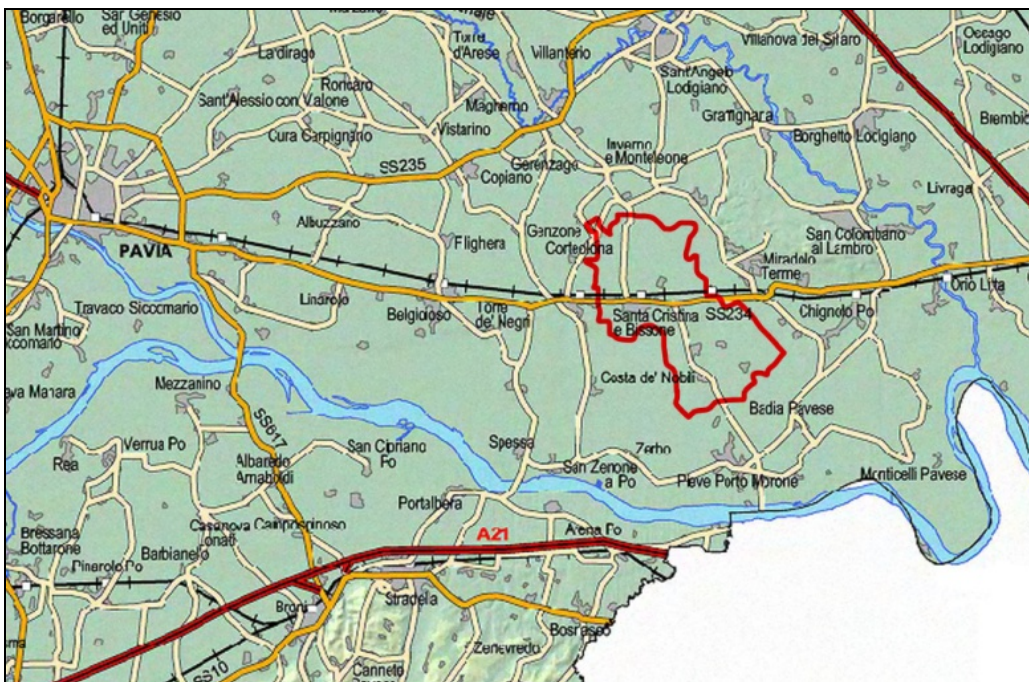 Borgarello
San Genesio
ed Uniti
Torre
d'Arese
Villanterio
Villanova del Sillaro
Ossago
Lodigiano
Ladirago
Roncaro
Sant'Alessio con Vialone
Magherno
Sant'Angelo
Lodigiano
Graffignana
Borghetto Lodigiano
Brembio
Cura Carpignano
Vistarino
SS235
Gerenzago
Copiano
Inverno
e Monteleone
Livraga
Albuzzano
Filighera
Genzone
Corteolona
San Colombano
al Lambro
PAVIA
Miradolo
Terme
Orio Litta
Linarolo
Travaco Siccomario
Belgioioso
Torre
de' Negri
Santa Cristina
e Bissone
SS234
Chignolo Po
San Martino
Mezzanino
Costa de' Nobili
Badia Pavese
SS617
Verrua Po
Rea
San Cipriano
Po
Spessa
Zerbo
Albaredo
Arnaboldi
San Zenone
a Po
Pieve Porto Morone
Monticelli Pavese
Portalbera
Bressana
Bottarone
Casanova
Lonati
Campospinoso
A21
Arena Po
Barbianello
Pinarolo Po
Broni
Stradella
Bosnasco
Zenevredo
SS10
Canneto